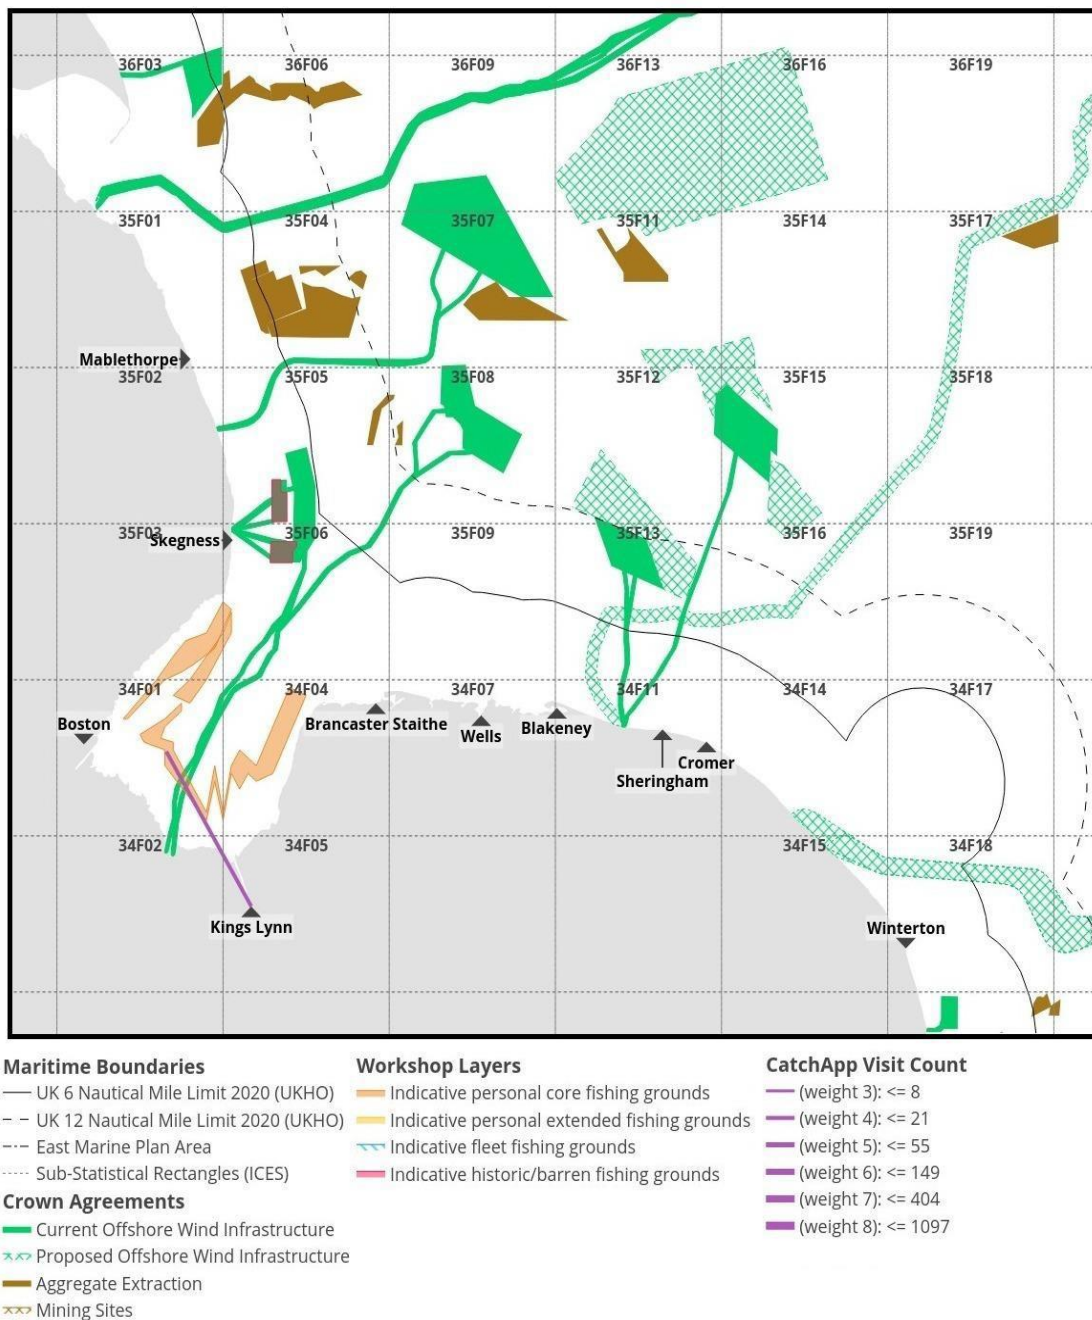 36F03 36F06 36F09 36F13 36F16 36F19
35F01 35F04 35F07 35F11 35F14 35F17
Mablethorpe
35F02 35F05 35F08 35F12 35F15 35F18
35F03 35F06 35F09 35F13 35F16 35F19
Skegness
34F01 34F04 34F07 34F11 34F14 34F17
Boston
Brancaster Staithe
Wells
Blakeney
Cromer
Sheringham
34F02 34F05 34F15 34F18
Kings Lynn
Winterton
Maritime Boundaries
UK 6 Nautical Mile Limit 2020 (UKHO)
UK 12 Nautical Mile Limit 2020 (UKHO)
East Marine Plan Area
Sub-Statistical Rectangles (ICES)
Crown Agreements
Current Offshore Wind Infrastructure
Proposed Offshore Wind Infrastructure
Aggregate Extraction
Mining Sites
Workshop Layers
Indicative personal core fishing grounds
Indicative personal extended fishing grounds
Indicative fleet fishing grounds
Indicative historic/barren fishing grounds
CatchApp Visit Count
(weight 3): <= 8
(weight 4): <= 21
(weight 5): <= 55
(weight 6): <= 149
(weight 7): <= 404
(weight 8): <= 1097